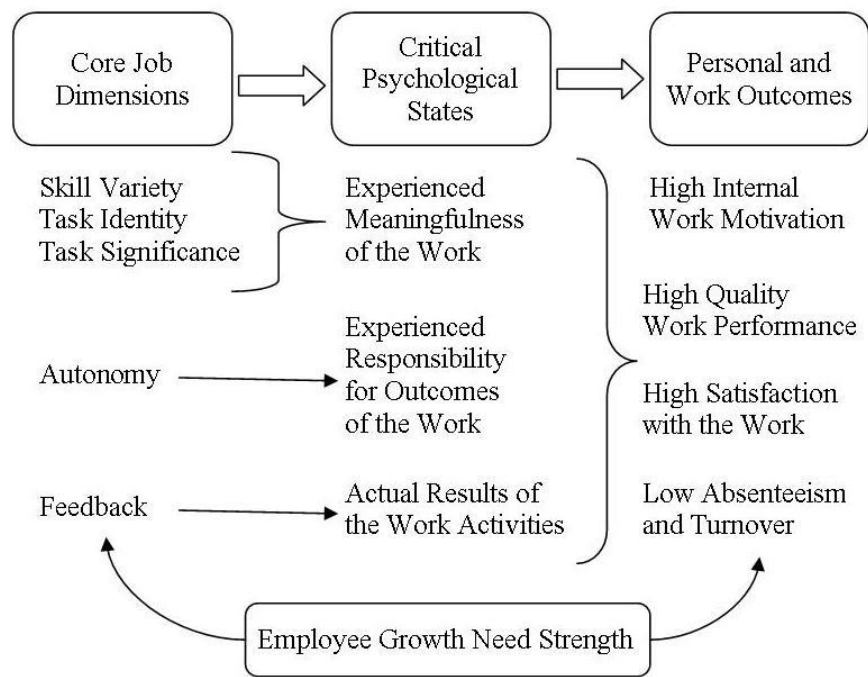 Core Job
Dimensions
Critical
Psychological
States
Personal and
Work Outcomes
Skill Variety
Task Identity
Task Significance
Experienced
Meaningfulness
of the Work
High Internal
Work Motivation
High Quality
Work Performance
Autonomy
Experienced
Responsibility
for Outcomes
of the Work
High Satisfaction
with the Work
Feedback
Actual Results of
the Work Activities
Low Absenteeism
and Turnover
Employee Growth Need Strength